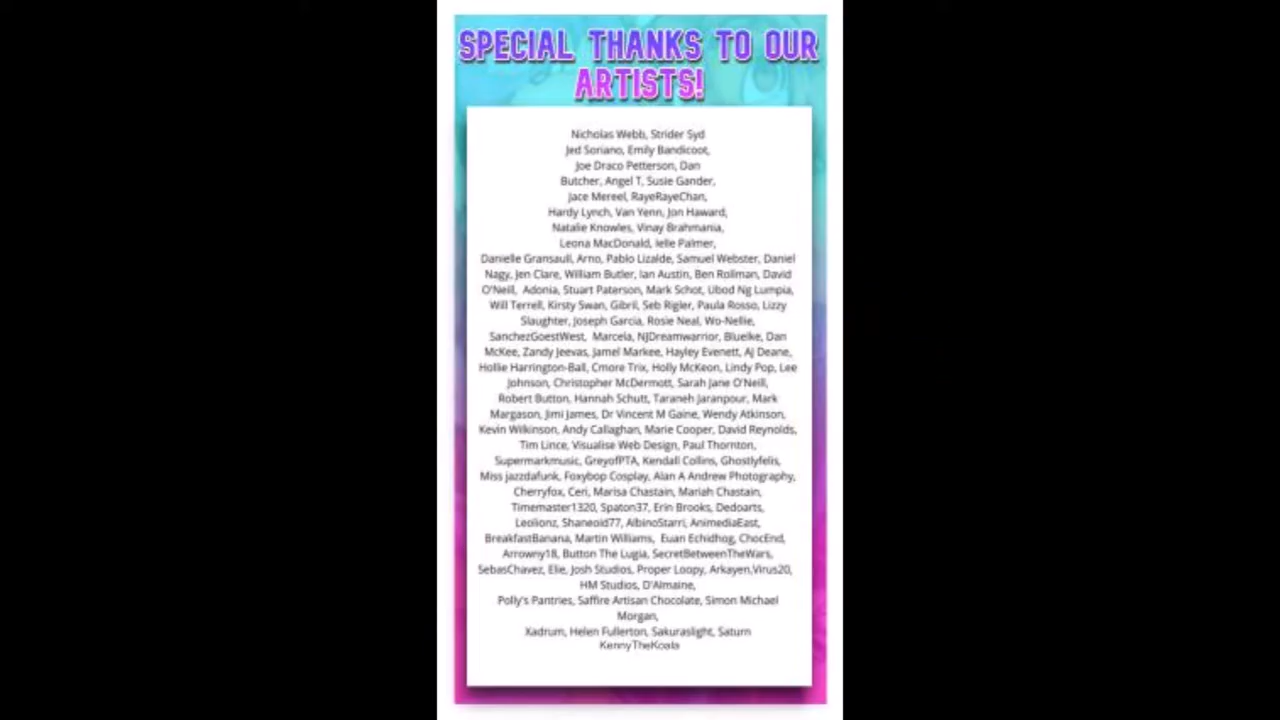 SPECIAL THANKS TO OUR
ARTISTS!
Nicholas Webb, Strider Syd
Jed Soriano, Emily Bandicoot,
Joe Draco Petterson, Dan
Butcher, Angel T, Susie Gander,
Jace Mereel, RayeRayeChan,
Hardy Lynch, Van Yenn, Jon Haward,
Natalie Knowles, Vinay Brahmania,
Leona MacDonald, Ielle Palmer,
Danielle Gransaull, Arno, Pablo Lizalde, Samuel Webster, Daniel
Nagy, Jen Clare, William Butler, Ian Austin, Ben Rollman, David
O'Neill, Adonia, Stuart Paterson, Mark Schot, Ubod Ng Lumpia,
Will Terrell, Kirsty Swan, Gibril, Seb Rigler, Paula Rosso, Lizzy
Slaughter, Joseph Garcia, Rosie Neal, Wo-Nellie,
SanchezGoestWest, Marcela, NJDreamwarrior, Bluelke, Dan
McKee, Zandy Jeevas, Jamel Markee, Hayley Evenett, AJ Deane,
Hollie Harrington-Ball, Cmore Trix, Holly McKeon, Lindy Pop, Lee
Johnson, Christopher McDermott, Sarah Jane O'Neill,
Robert Button, Hannah Schutt, Taraneh Jaranpour, Mark
Margason, Jimi James, Dr Vincent M Gaine, Wendy Atkinson,
Kevin Wilkinson, Andy Callaghan, Marie Cooper, David Reynolds,
Tim Lince, Visualise Web Design, Paul Thornton,
Supermarkmusic, GreyofPTA, Kendall Collins, Ghostlyfelis,
Miss jazzdafunk, Foxybop Cosplay, Alan A Andrew Photography,
Cherryfox, Ceri, Marisa Chastain, Mariah Chastain,
Timemaster1320, Spaton37, Erin Brooks, Dedoarts,
Leolionz, Shaneoid77, AlbinoStarri, AnimediaEast,
BreakfastBanana, Martin Williams, Euan Echidhog, ChocEnd,
Arrowny18, Button The Lugia, SecretBetweenTheWars,
SebasChavez, Elie, Josh Studios, Proper Loopy, Arkayen,Virus20,
HM Studios, D'Almaine,
Polly's Pantries, Saffire Artisan Chocolate, Simon Michael
Morgan,
Xadrum, Helen Fullerton, Sakuraslight, Saturn
KennyTheKoala